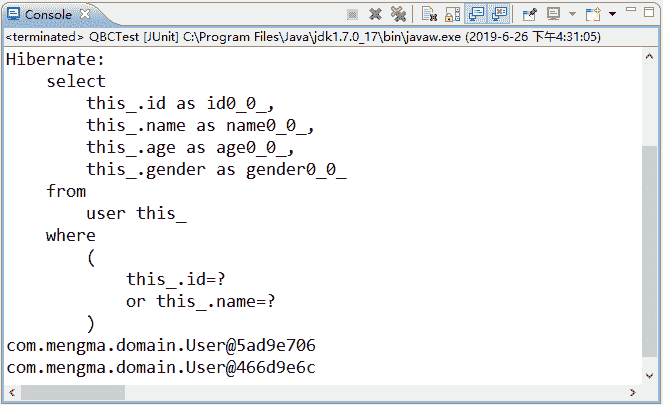 Console
<terminated> QBCTest [JUnit] C:\Program Files\Java\jdk1.7.0_17\bin\javaw.exe (2019-6-26 下午4:31:05)
Hibernate:
    select
        this_.id as id0_0_,
        this_.name as name0_0_,
        this_.age as age0_0_,
        this_.gender as gender0_0_
    from
        user this_
    where
        (
            this_.id=?
            or this_.name=?
        )
com.mengma.domain.User@5ad9e706
com.mengma.domain.User@466d9e6c